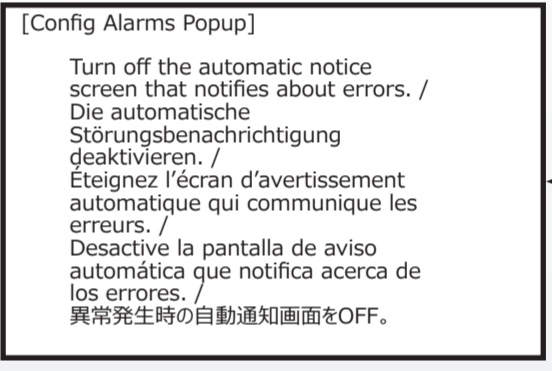 [Config Alarms Popup]
Turn off the automatic notice
screen that notifies about errors. /
Die automatische
Störungsbenachrichtigung
deaktivieren. /
Éteignez l’écran d’avertissement
automatique qui communique les
erreurs. /
Desactive la pantalla de aviso
automática que notifica acerca de
los errores. /
異常発生時の自動通知画面をOFF。